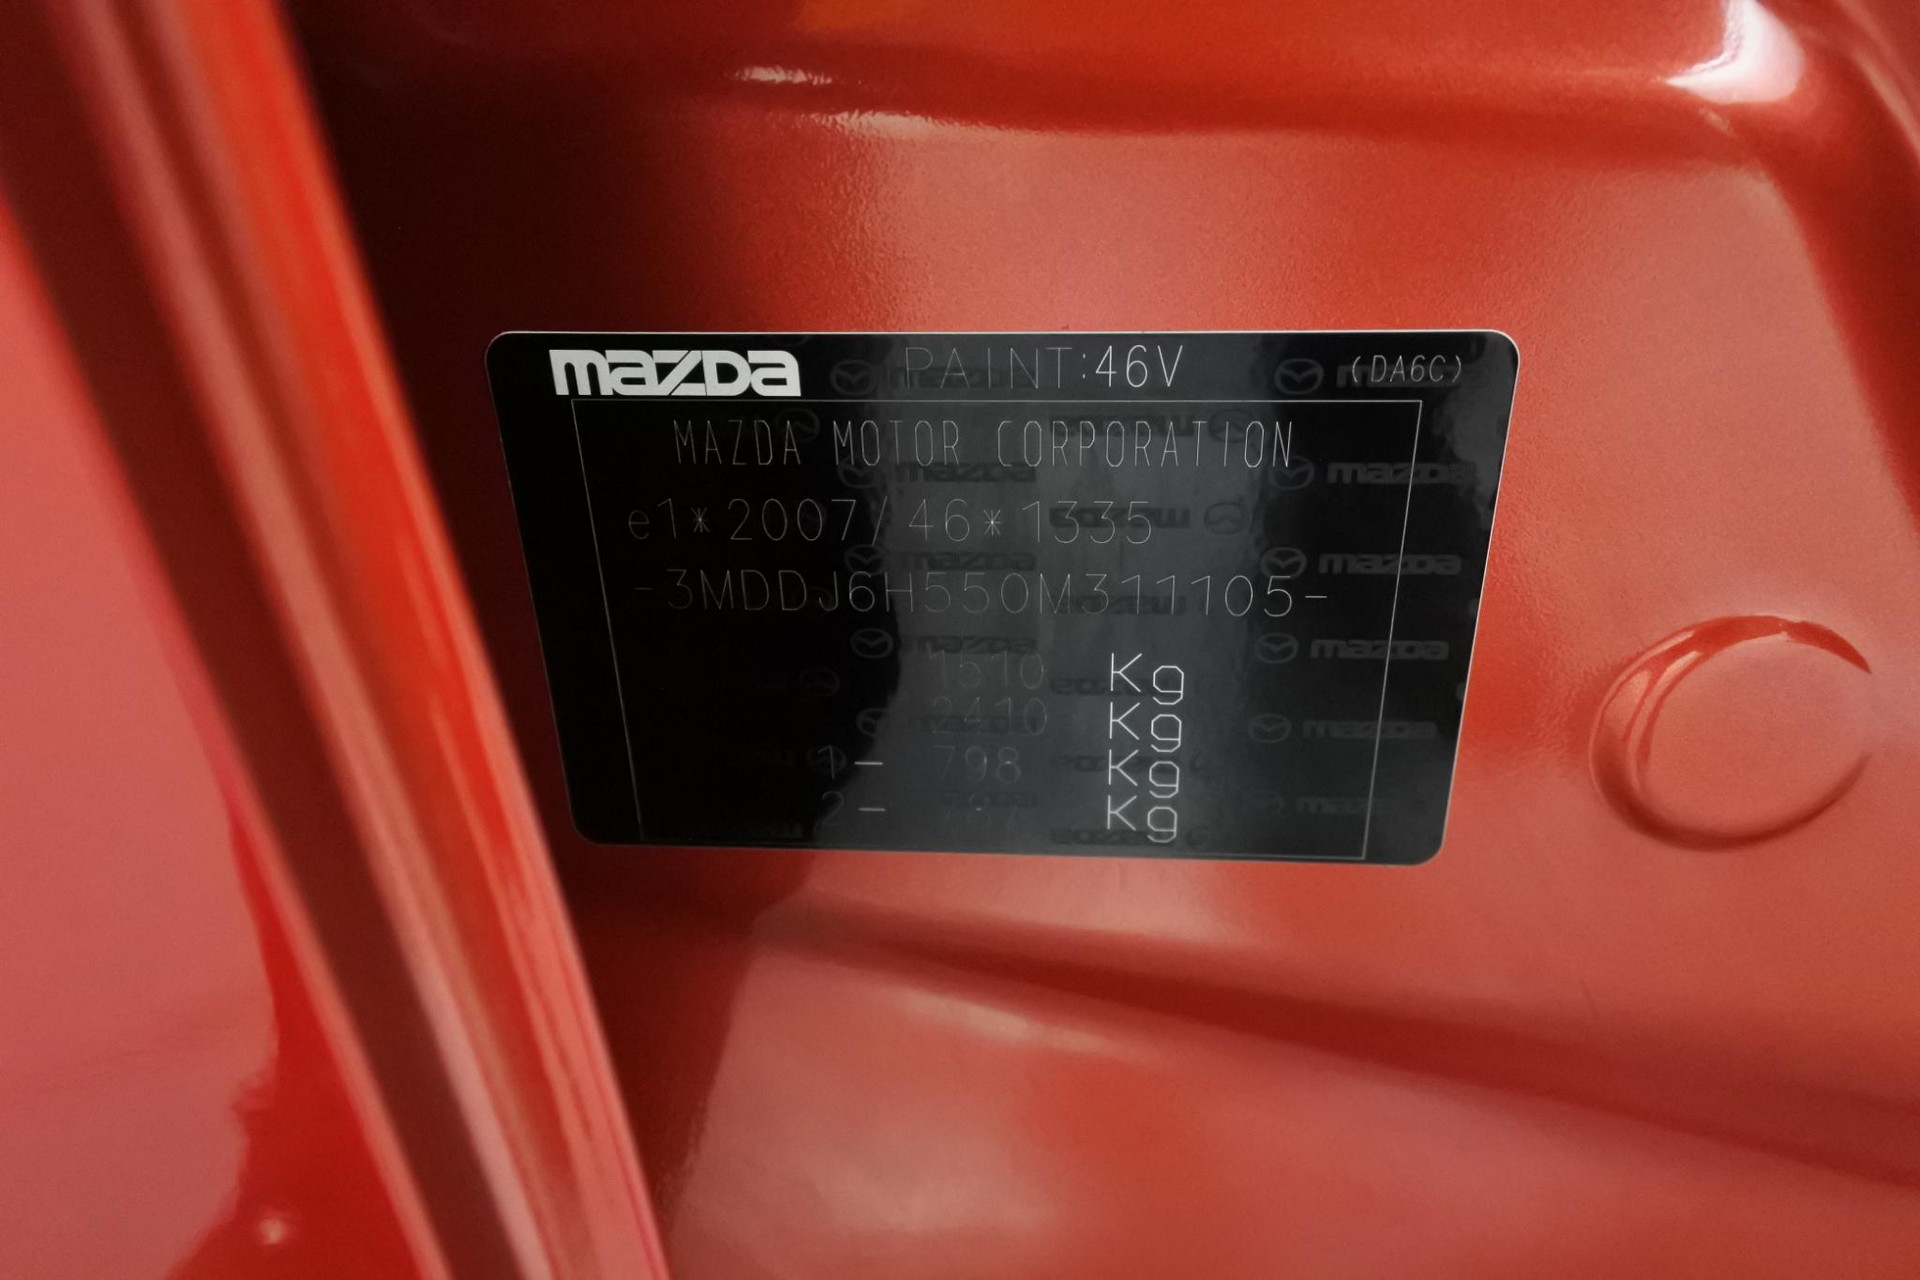 mazda PAINT:46V (DA6C)
MAZDA MOTOR CORPORATION
e1*2007/46*1335
-3MDDJ6H550M311105-
1510 Kg
2410 Kg
1- 798 Kg
2- Kg